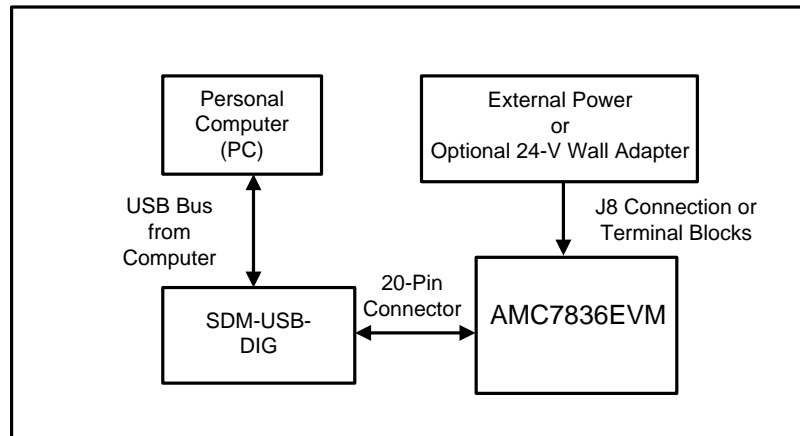 Personal
Computer
(PC)
External Power
or
Optional 24-V Wall Adapter
USB Bus
from
Computer
J8 Connection or
Terminal Blocks
20-Pin
Connector
SDM-USB-
DIG
AMC7836EVM